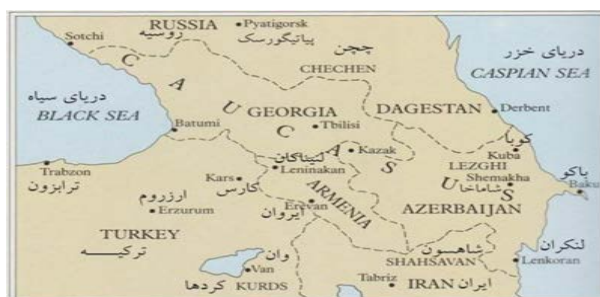 RUSSIA
روسیه
Pyatigorsk
پیاتیگورسک
Sotchi
چچن
CHECHEN
دریای خزر
CASPIAN SEA
دریای سیاه
BLACK SEA
CAUCASUS
GEORGIA
DAGESTAN
Derbent
Batumi
Tbilisi
کوبا
Kuba
Kazak
لنیناکان
Leninakan
LEZGHI
Shemakha
شاماخا
باکو
Baku
Trabzon
ترابزون
Kars
کارس
ارزروم
Erzurum
ایروان
Erevan
ARMENIA
AZERBAIJAN
TURKEY
ترکیه
وان
Van
کردها
KURDS
شاهسون
SHAHSAVAN
لنکران
Lenkoran
Tabriz
IRAN ایران